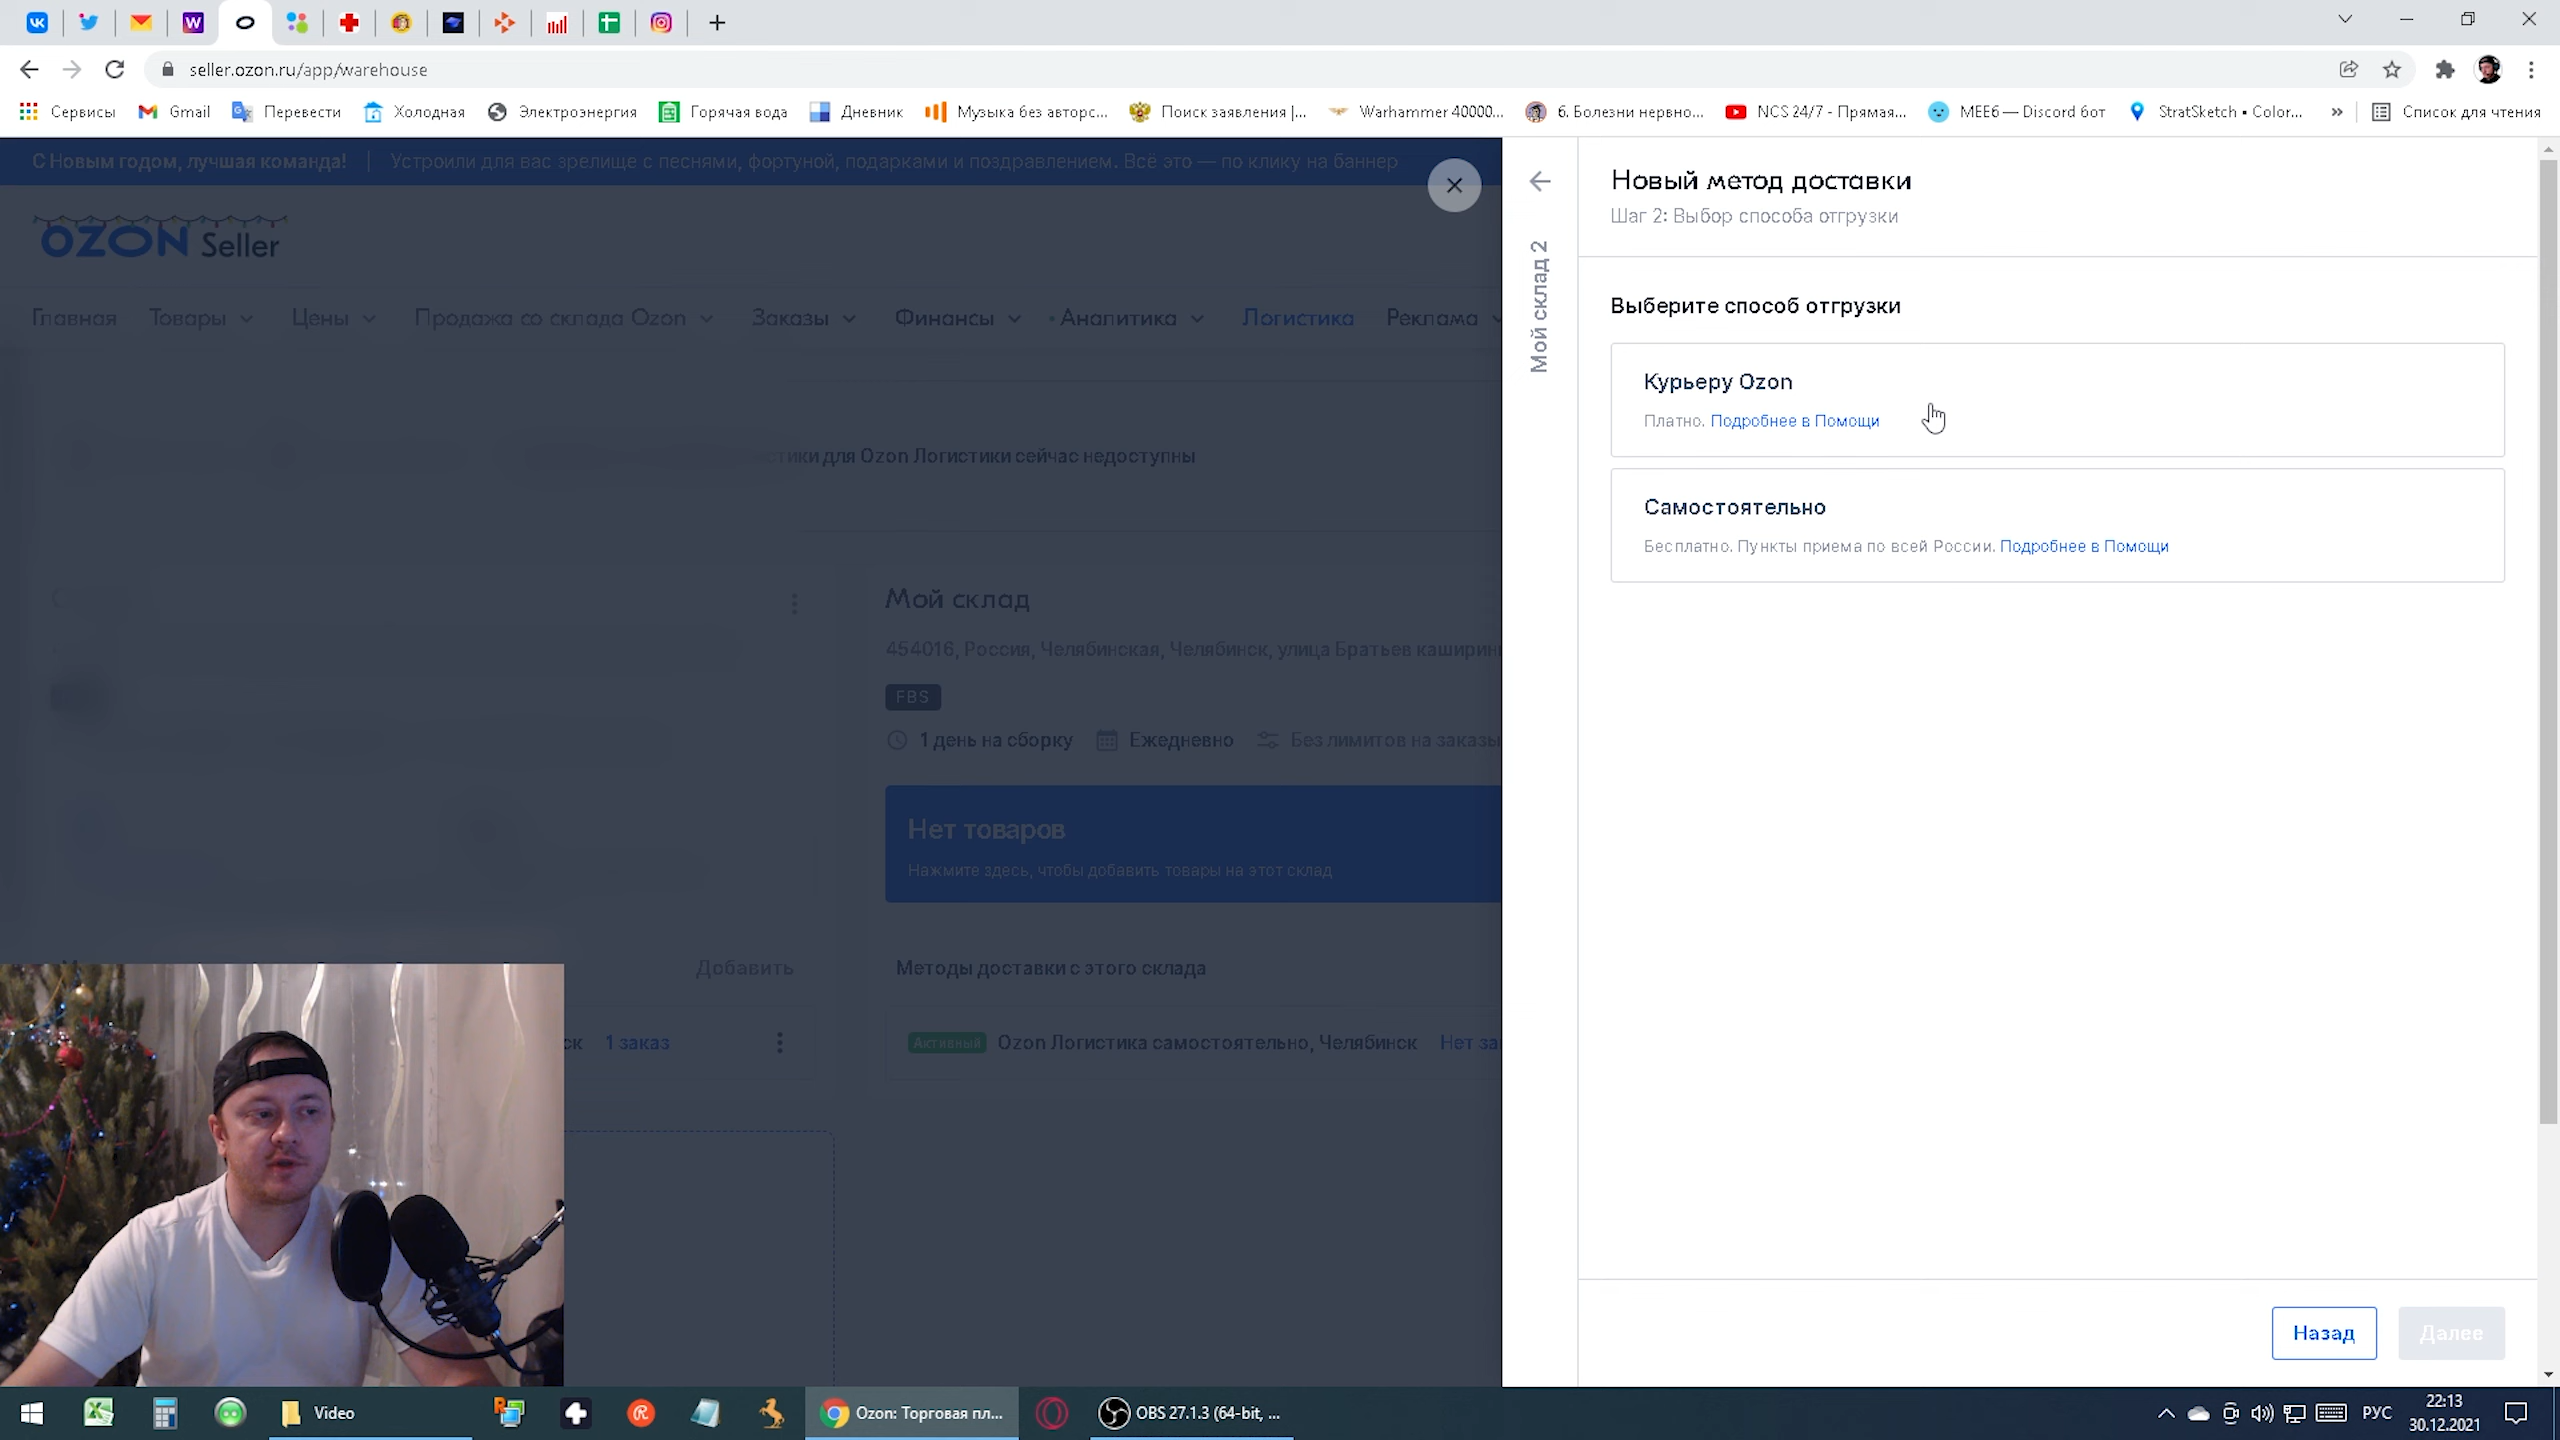 seller.ozon.ru/app/warehouse
Сервисы
Gmail
Перевести
Холодная
Электроэнергия
Горячая вода
Дневник
Музыка без авторс...
Поиск заявления |...
Warhammer 40000...
6. Болезни нервно...
NCS 24/7 - Прямая...
MEE6 — Discord бот
StratSketch • Color...
»
Список для чтения
С Новым годом, лучшая команда! | Устроили для вас зрелище с песнями, фортуной, подарками и поздравлением. Всё это — по клику на баннер
OZON Seller
Главная
Товары
Цены
Продажа со склада Ozon
Заказы
Финансы
Аналитика
Логистика
Реклама
для Ozon Логистики сейчас недоступны
Мой склад
454016, Россия, Челябинская, Челябинск, улица Братьев кашири
FBS
1 день на сборку
Ежедневно
Без лимитов на заказы
Нет товаров
Нажмите здесь, чтобы добавить товары на этот склад
Добавить
Методы доставки с этого склада
1 заказ
Активный
Ozon Логистика самостоятельно, Челябинск
Нет за
Мой склад 2
Новый метод доставки
Шаг 2: Выбор способа отгрузки
Выберите способ отгрузки
Курьеру Ozon
Платно. Подробнее в Помощи
Самостоятельно
Бесплатно. Пункты приема по всей России. Подробнее в Помощи
Назад
Далее
Video
Ozon: Торговая пл...
OBS 27.1.3 (64-bit, ...
РУС
22:13
30.12.2021